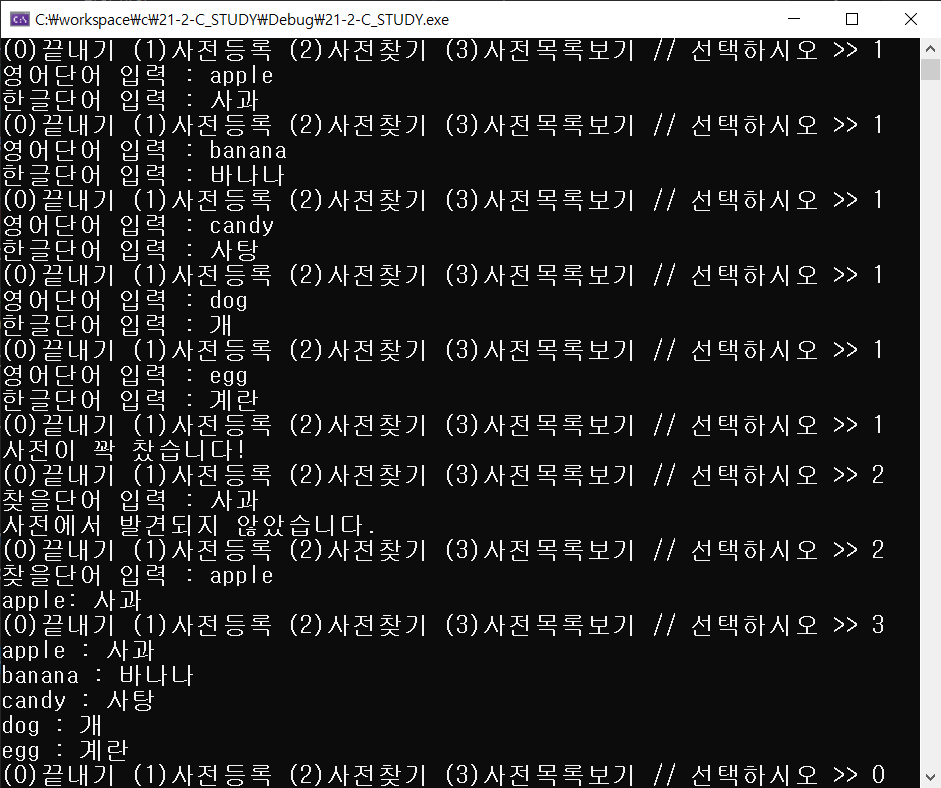 C:\workspace\c\21-2-C_STUDY\Debug\21-2-C_STUDY.exe
(0)끝내기 (1)사전등록 (2)사전찾기 (3)사전목록보기 // 선택하시오 >> 1
영어단어 입력 : apple
한글단어 입력 : 사과
(0)끝내기 (1)사전등록 (2)사전찾기 (3)사전목록보기 // 선택하시오 >> 1
영어단어 입력 : banana
한글단어 입력 : 바나나
(0)끝내기 (1)사전등록 (2)사전찾기 (3)사전목록보기 // 선택하시오 >> 1
영어단어 입력 : candy
한글단어 입력 : 사탕
(0)끝내기 (1)사전등록 (2)사전찾기 (3)사전목록보기 // 선택하시오 >> 1
영어단어 입력 : dog
한글단어 입력 : 개
(0)끝내기 (1)사전등록 (2)사전찾기 (3)사전목록보기 // 선택하시오 >> 1
영어단어 입력 : egg
한글단어 입력 : 계란
(0)끝내기 (1)사전등록 (2)사전찾기 (3)사전목록보기 // 선택하시오 >> 1
사전이 꽉 찼습니다!
(0)끝내기 (1)사전등록 (2)사전찾기 (3)사전목록보기 // 선택하시오 >> 2
찾을단어 입력 : 사과
사전에서 발견되지 않았습니다.
(0)끝내기 (1)사전등록 (2)사전찾기 (3)사전목록보기 // 선택하시오 >> 2
찾을단어 입력 : apple
apple: 사과
(0)끝내기 (1)사전등록 (2)사전찾기 (3)사전목록보기 // 선택하시오 >> 3
apple : 사과
banana : 바나나
candy : 사탕
dog : 개
egg : 계란
(0)끝내기 (1)사전등록 (2)사전찾기 (3)사전목록보기 // 선택하시오 >> 0